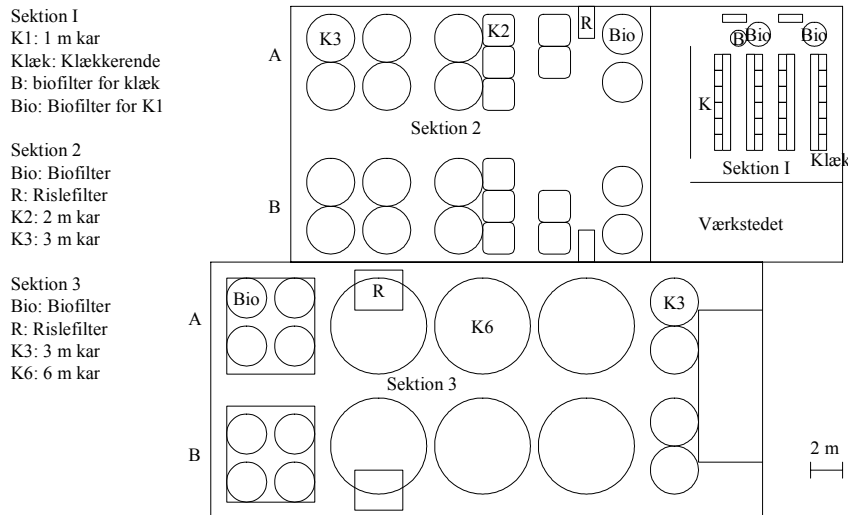 Sektion I
K1: 1 m kar
Klæk: Klækkerende
B: biofilter for klæk
Bio: Biofilter for K1
Sektion 2
Bio: Biofilter
R: Rislefilter
K2: 2 m kar
K3: 3 m kar
Sektion 3
Bio: Biofilter
R: Rislefilter
K3: 3 m kar
K6: 6 m kar
A
K3
K2
R
Bio
Sektion 2
B
B
Bio
Bio
K
Klæk
Sektion I
Værkstedet
A
Bio
R
K6
K3
Sektion 3
B
2 m